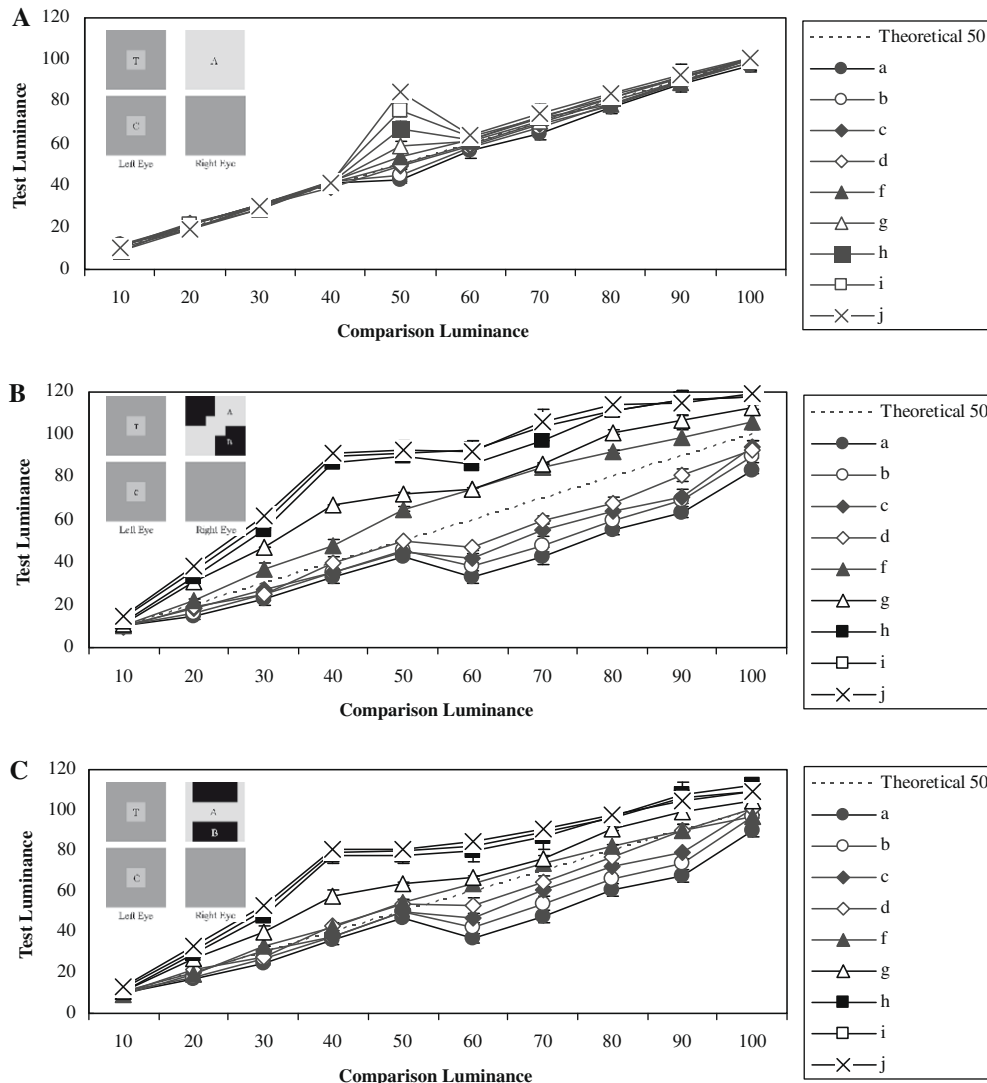 A
120
100
80
60
40
20
0
Test Luminance
T
A
C
Left Eye Right Eye
10 20 30 40 50 60 70 80 90 100
Comparison Luminance
Theoretical 50
a
b
c
d
f
g
h
i
j
B
120
100
80
60
40
20
0
Test Luminance
T
A
B
C
Left Eye Right Eye
10 20 30 40 50 60 70 80 90 100
Comparison Luminance
Theoretical 50
a
b
c
d
f
g
h
i
j
C
120
100
80
60
40
20
0
Test Luminance
T
A
B
C
Left Eye Right Eye
10 20 30 40 50 60 70 80 90 100
Comparison Luminance
Theoretical 50
a
b
c
d
f
g
h
i
j